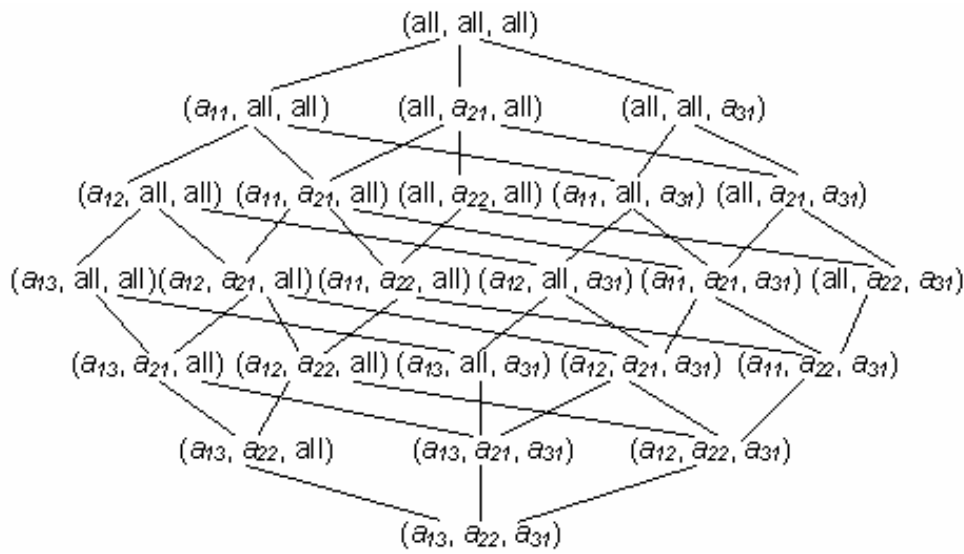 (all, all, all)
(a11, all, all) (all, a21, all) (all, all, a31)
(a12, all, all) (a11, a21, all) (all, a22, all) (a11, all, a31) (all, a21, a31)
(a13, all, all) (a12, a21, all) (a11, a22, all) (a12, all, a31) (a11, a21, a31) (all, a22, a31)
(a13, a21, all) (a12, a22, all) (a13, all, a31) (a12, a21, a31) (a11, a22, a31)
(a13, a22, all) (a13, a21, a31) (a12, a22, a31)
(a13, a22, a31)